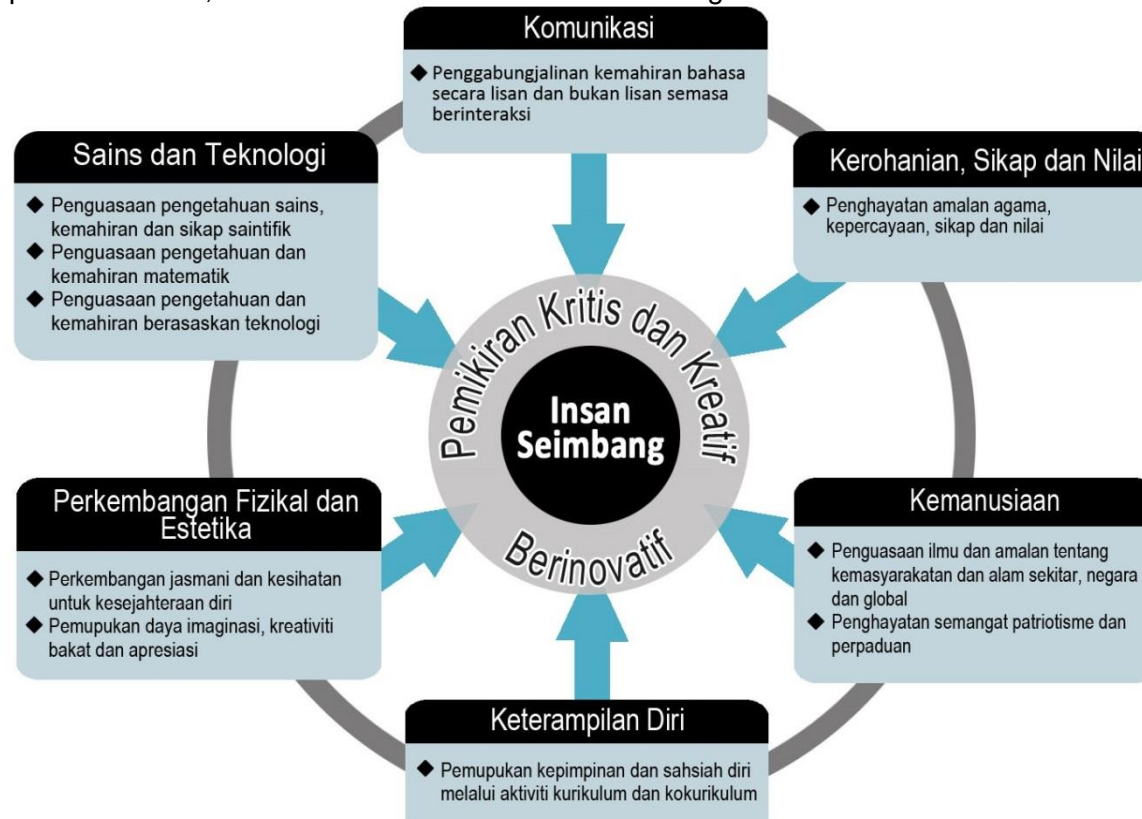 Komunikasi
◆ Penggabungjalinan kemahiran bahasa
secara lisan dan bukan lisan semasa
berinteraksi
Sains dan Teknologi
◆ Penguasaan pengetahuan sains,
kemahiran dan sikap saintifik
◆ Penguasaan pengetahuan dan
kemahiran matematik
◆ Penguasaan pengetahuan dan
kemahiran berasaskan teknologi
Kerohanian, Sikap dan Nilai
◆ Penghayatan amalan agama,
kepercayaan, sikap dan nilai
Pemikiran Kritis dan Kreatif
Insan
Seimbang
Berinovatif
Perkembangan Fizikal dan
Estetika
◆ Perkembangan jasmani dan kesihatan
untuk kesejahteraan diri
◆ Pemupukan daya imaginasi, kreativiti
bakat dan apresiasi
Kemanusiaan
◆ Penguasaan ilmu dan amalan tentang
kemasyarakatan dan alam sekitar, negara
dan global
◆ Penghayatan semangat patriotisme dan
perpaduan
Keterampilan Diri
◆ Pemupukan kepimpinan dan sahsiah diri
melalui aktiviti kurikulum dan kokurikulum